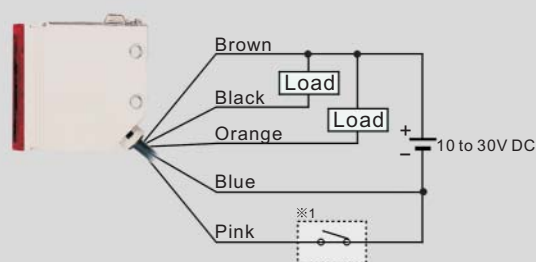 Brown
Load
Black
Load
Orange
+
−
10 to 30V DC
Blue
※1
Pink